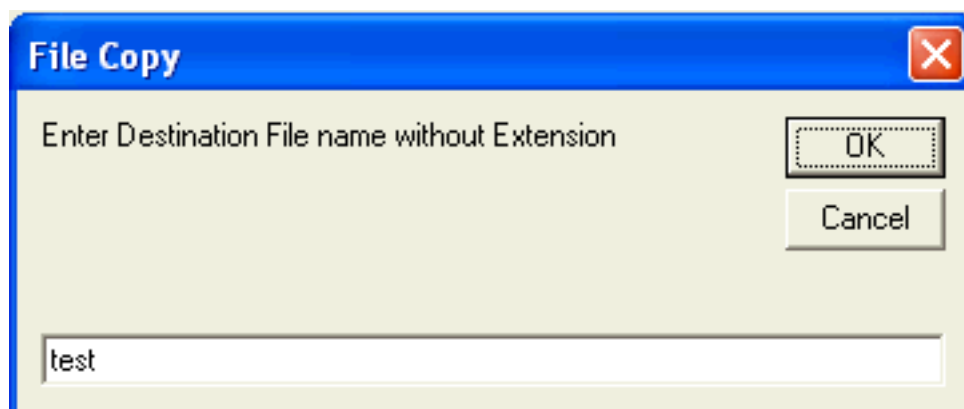 File Copy
Enter Destination File name without Extension
OK
Cancel
test